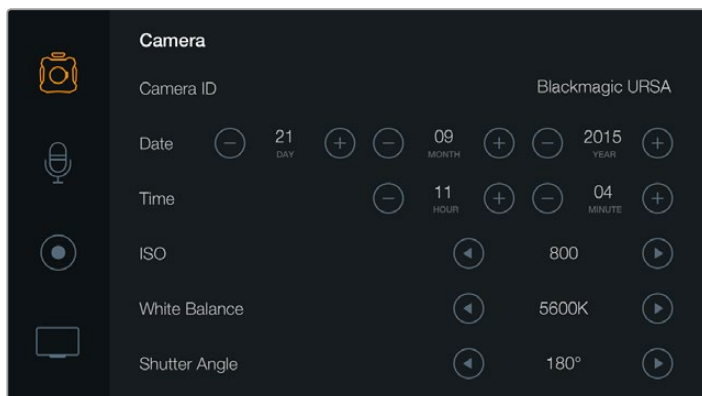 Camera
Camera ID Blackmagic URSA
Date − 21 + − 09 + − 2015 +
DAY MONTH YEAR
Time − 11 + − 04 +
HOUR MINUTE
ISO 800
White Balance 5600K
Shutter Angle 180°